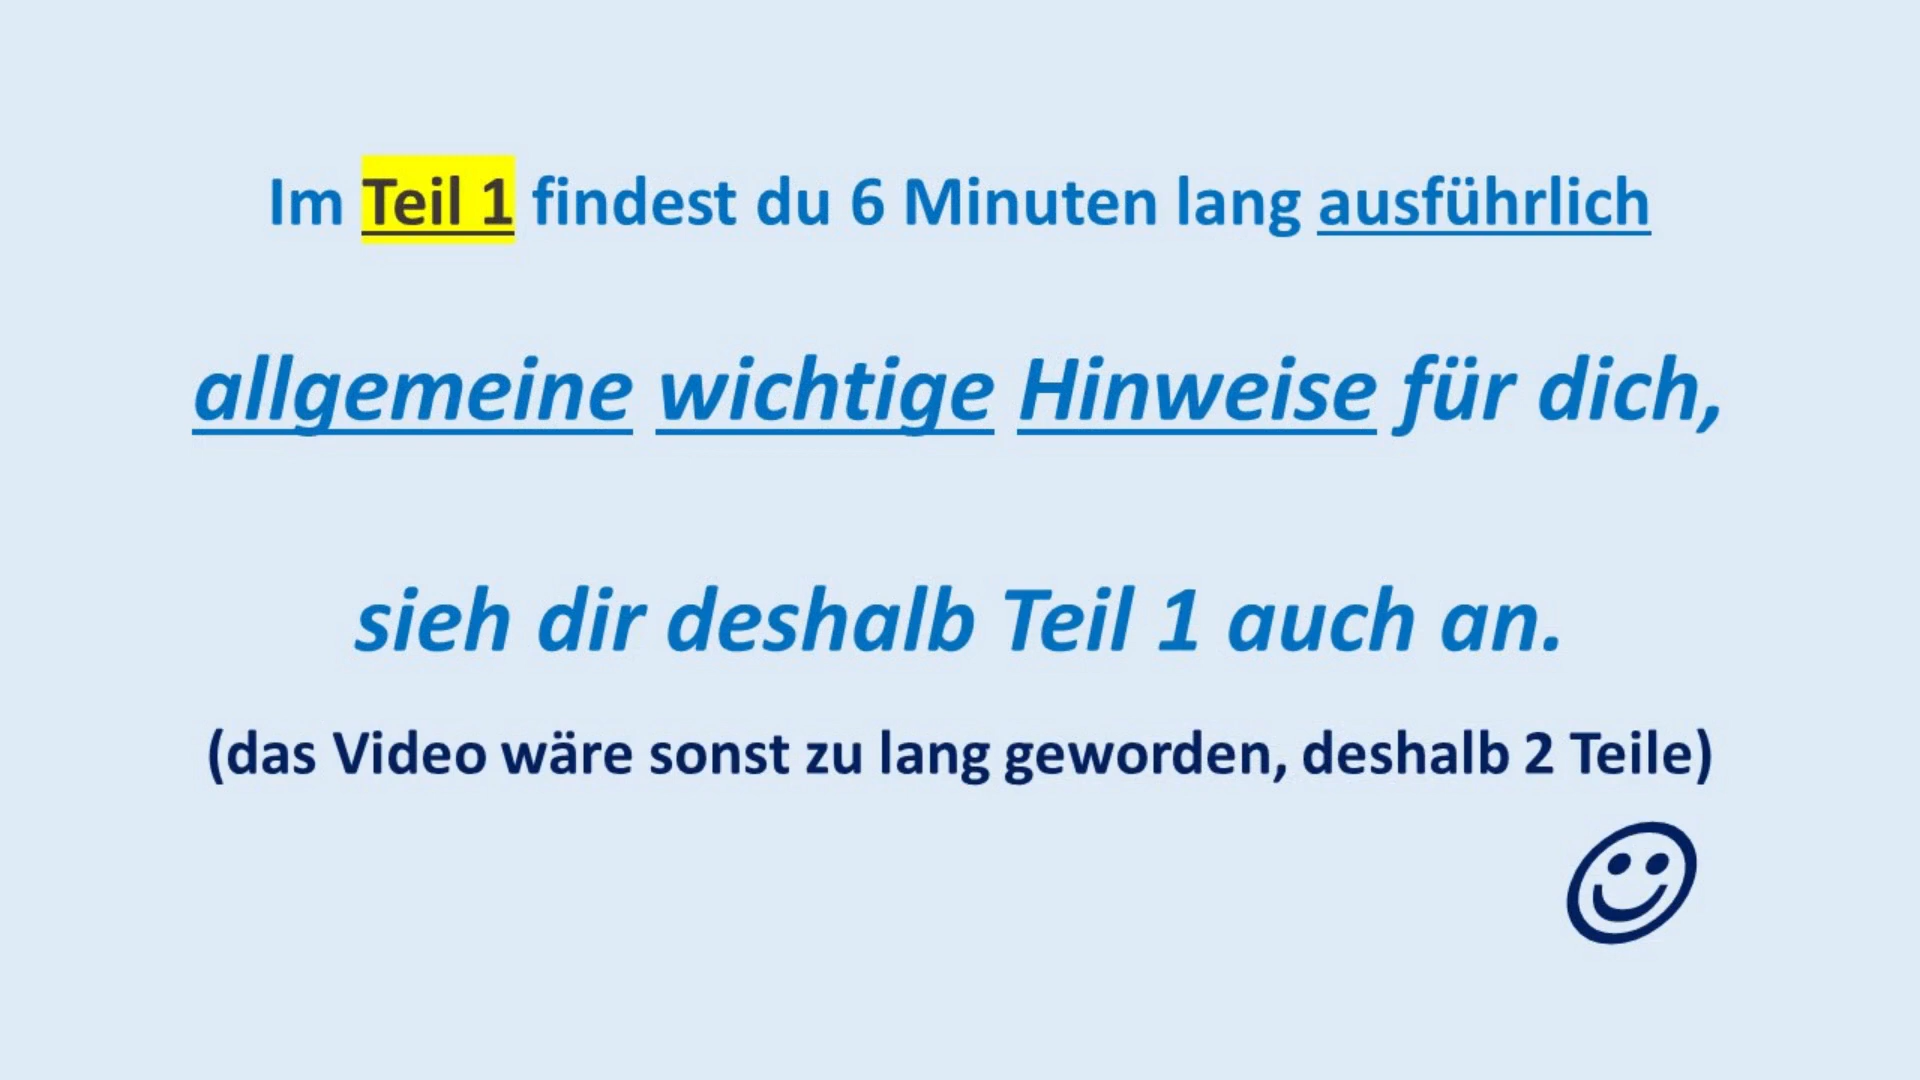 Im Teil 1 findest du 6 Minuten lang ausführlich
allgemeine wichtige Hinweise für dich,
sieh dir deshalb Teil 1 auch an.
(das Video wäre sonst zu lang geworden, deshalb 2 Teile)